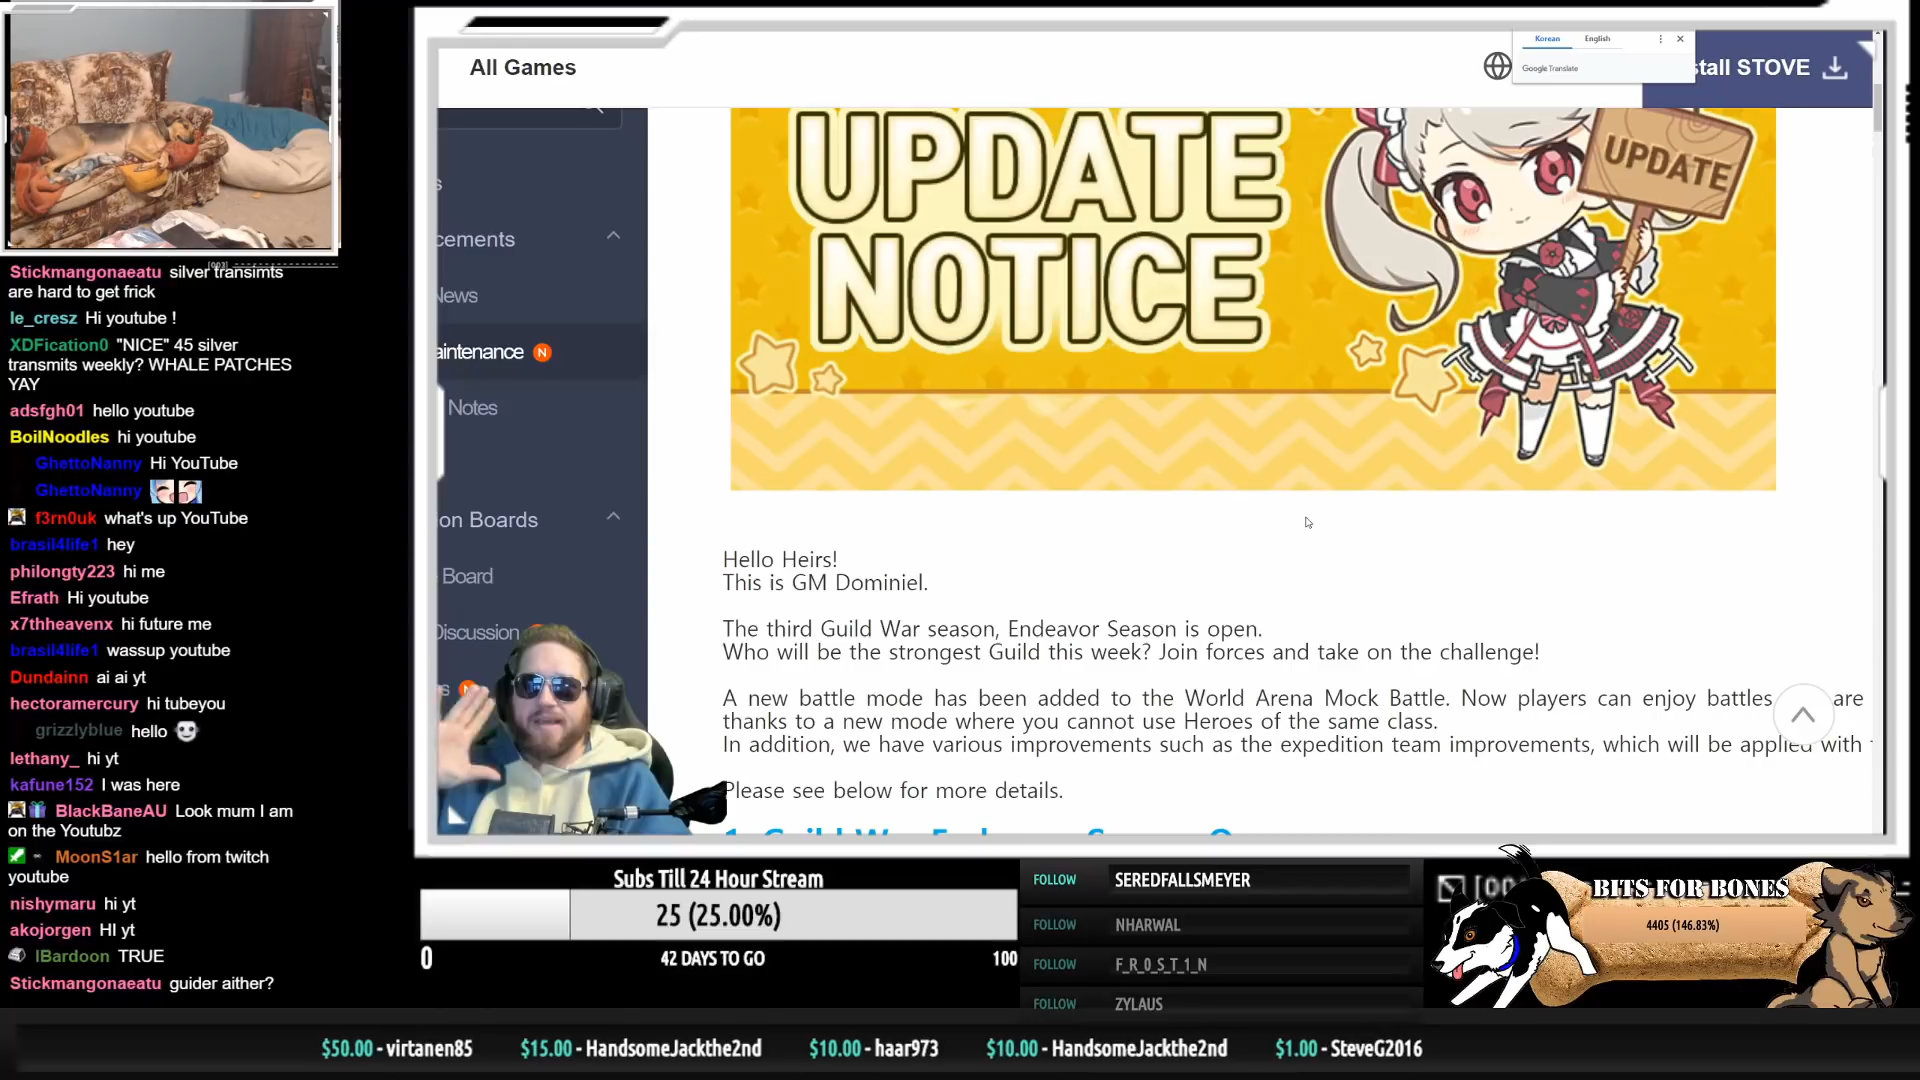 [003]
Stickmangonaeatu silver transimts
are hard to get frick
le_cresz Hi youtube !
XDFication0 "NICE" 45 silver
transmits weekly? WHALE PATCHES
YAY
adsfgh01 hello youtube
BoilNoodles hi youtube
GhettoNanny Hi YouTube
GhettoNanny
f3rn0uk what's up YouTube
brasil4life1 hey
philongty223 hi me
Efrath Hi youtube
x7thheavenx hi future me
brasil4life1 wassup youtube
Dundainn ai ai yt
hectoramercury hi tubeyou
grizzlyblue hello
lethany_ hi yt
kafune152 I was here
BlackBaneAU Look mum I am
on the Youtubz
MoonS1ar hello from twitch
youtube
nishymaru hi yt
akojorgen HI yt
IBardoon TRUE
Stickmangonaeatu guider aither?
All Games
Korean English
Google Translate
tall STOVE
s
cements
News
aintenance N
Notes
on Boards
Board
Discussion
s N
UPDATE
NOTICE
UPDATE
Hello Heirs!
This is GM Dominiel.
The third Guild War season, Endeavor Season is open.
Who will be the strongest Guild this week? Join forces and take on the challenge!
A new battle mode has been added to the World Arena Mock Battle. Now players can enjoy battles are
thanks to a new mode where you cannot use Heroes of the same class.
In addition, we have various improvements such as the expedition team improvements, which will be applied with
Please see below for more details.
Subs Till 24 Hour Stream
25 (25.00%)
0 42 DAYS TO GO 100
FOLLOW SEREDFALLSMEYER
FOLLOW NHARWAL
FOLLOW F_R_0_S_T_1_N
FOLLOW ZYLAUS
BITS FOR BONES
4405 (146.83%)
$50.00 - virtanen85 $15.00 - HandsomeJackthe2nd $10.00 - haar973 $10.00 - HandsomeJackthe2nd $1.00 - SteveG2016